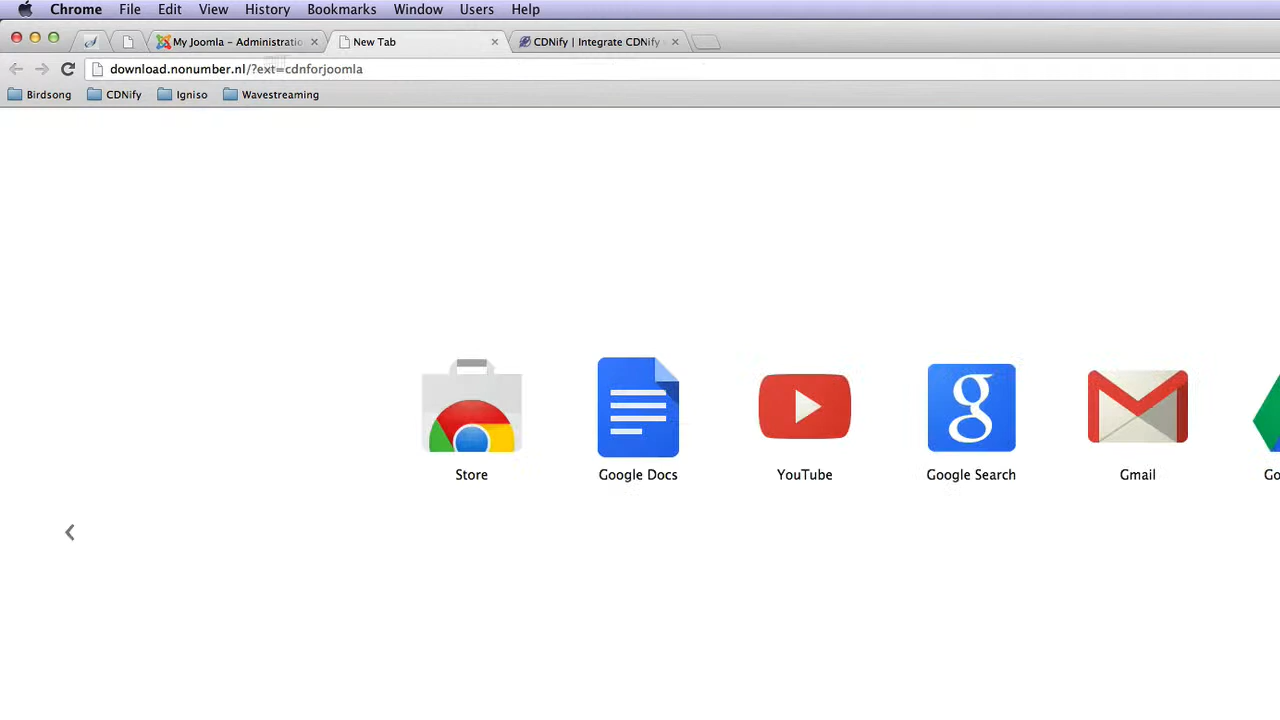 Chrome File Edit View History Bookmarks Window Users Help
My Joomla - Administratio New Tab CDNify | Integrate CDNify
download.nonumber.nl/?ext=cdnforjoomla
Birdsong CDNify Igniso Wavestreaming
Store Google Docs YouTube Google Search Gmail Go